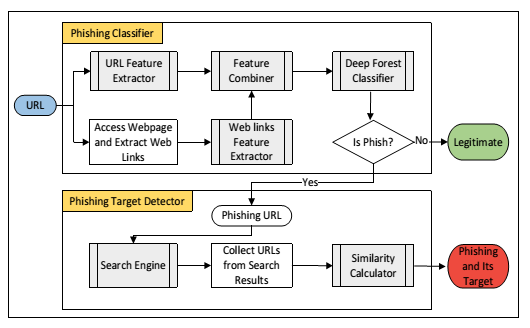 Phishing Classifier
URL Feature
Extractor
Feature
Combiner
Deep Forest
Classifier
URL
Access Webpage
and Extract Web
Links
Web links
Feature
Extractor
Is Phish?
No
Legitimate
Yes
Phishing Target Detector
Phishing URL
Search Engine
Collect URLs
from Search
Results
Similarity
Calculator
Phishing
and Its
Target